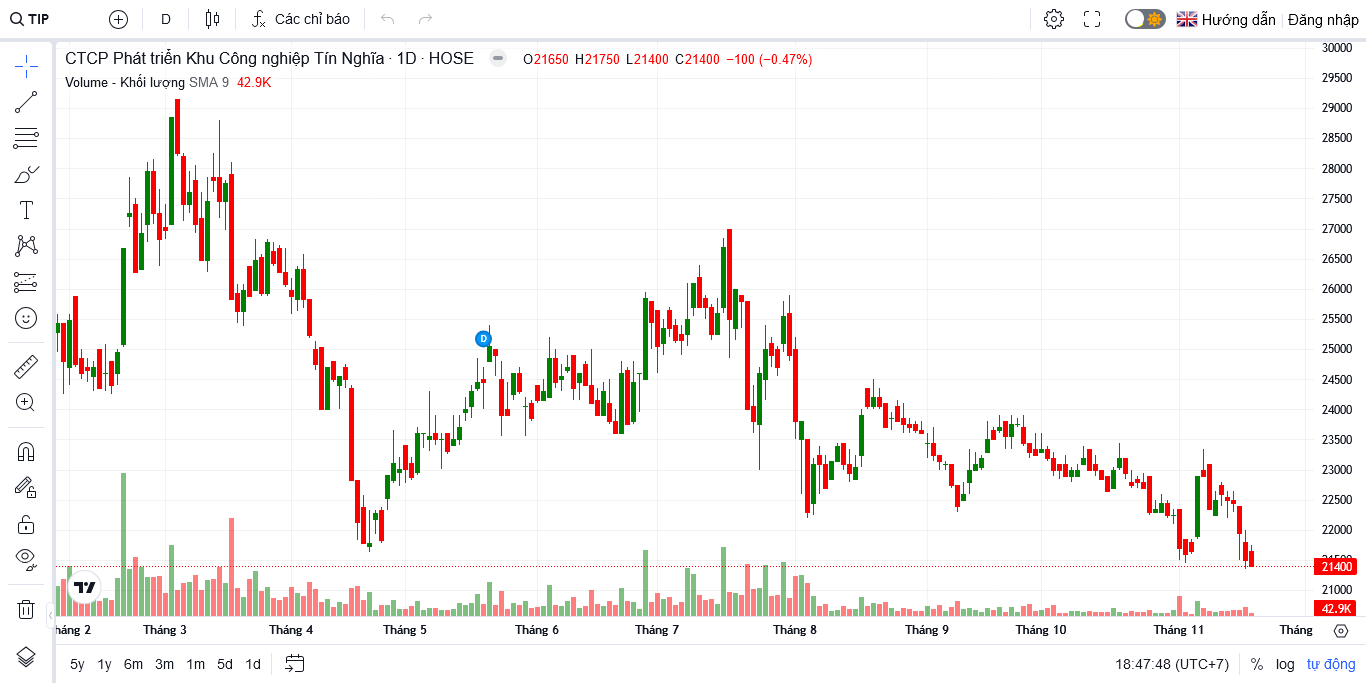 TIP D Các chỉ báo Hướng dẫn Đăng nhập
CTCP Phát triển Khu Công nghiệp Tín Nghĩa · 1D · HOSE O21650 H21750 L21400 C21400 −100 (−0.47%)
Volume - Khối lượng SMA 9 42.9K
30000
29500
29000
28500
28000
27500
27000
26500
26000
25500
25000
24500
24000
23500
23000
22500
22000
21400
21000
42.9K
D
T
háng 2 Tháng 3 Tháng 4 Tháng 5 Tháng 6 Tháng 7 Tháng 8 Tháng 9 Tháng 10 Tháng 11 Tháng
5y 1y 6m 3m 1m 5d 1d 18:47:48 (UTC+7) % log tự động